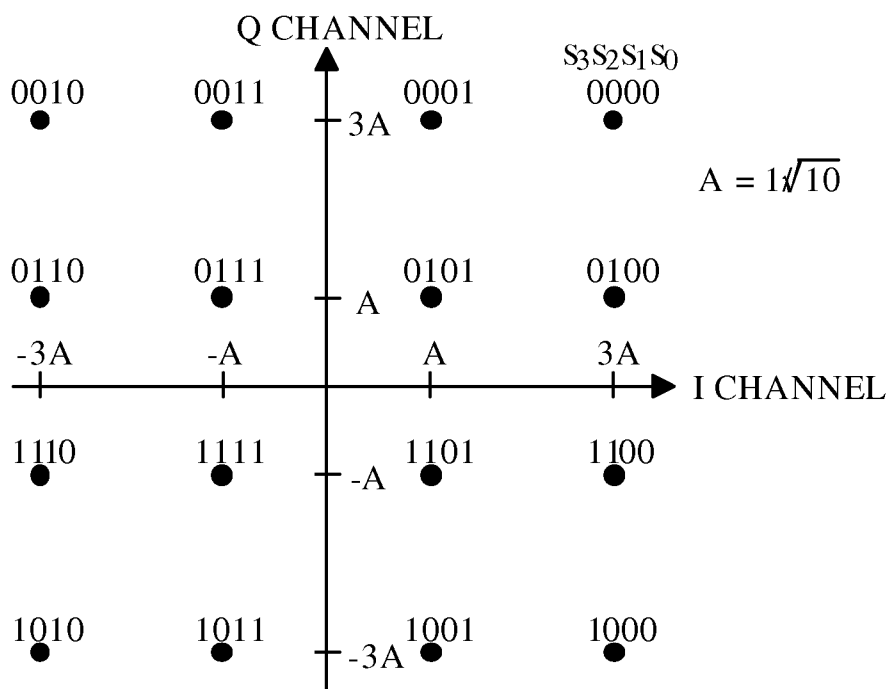 Q CHANNEL
S3S2S1S0
0010 0011 0001 0000
3A
A = 1/√10
0110 0111 0101 0100
A
-3A -A A 3A
I CHANNEL
1110 1111 1101 1100
-A
1010 1011 1001 1000
-3A